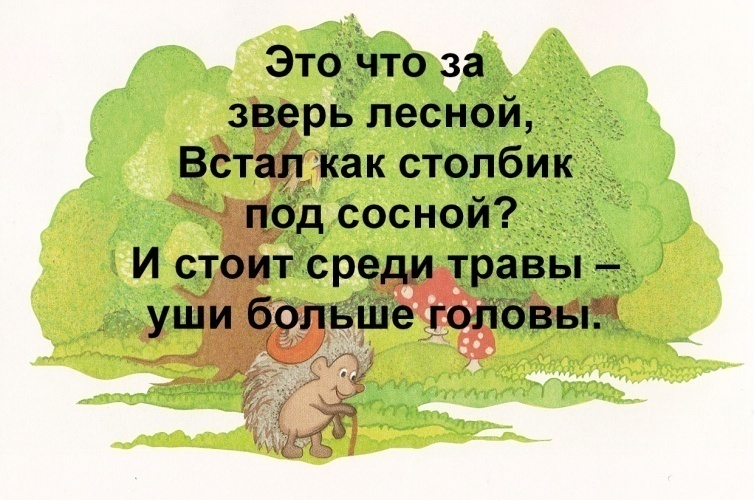 Это что за
зверь лесной,
Встал как столбик
под сосной?
И стоит среди травы –
уши больше головы.